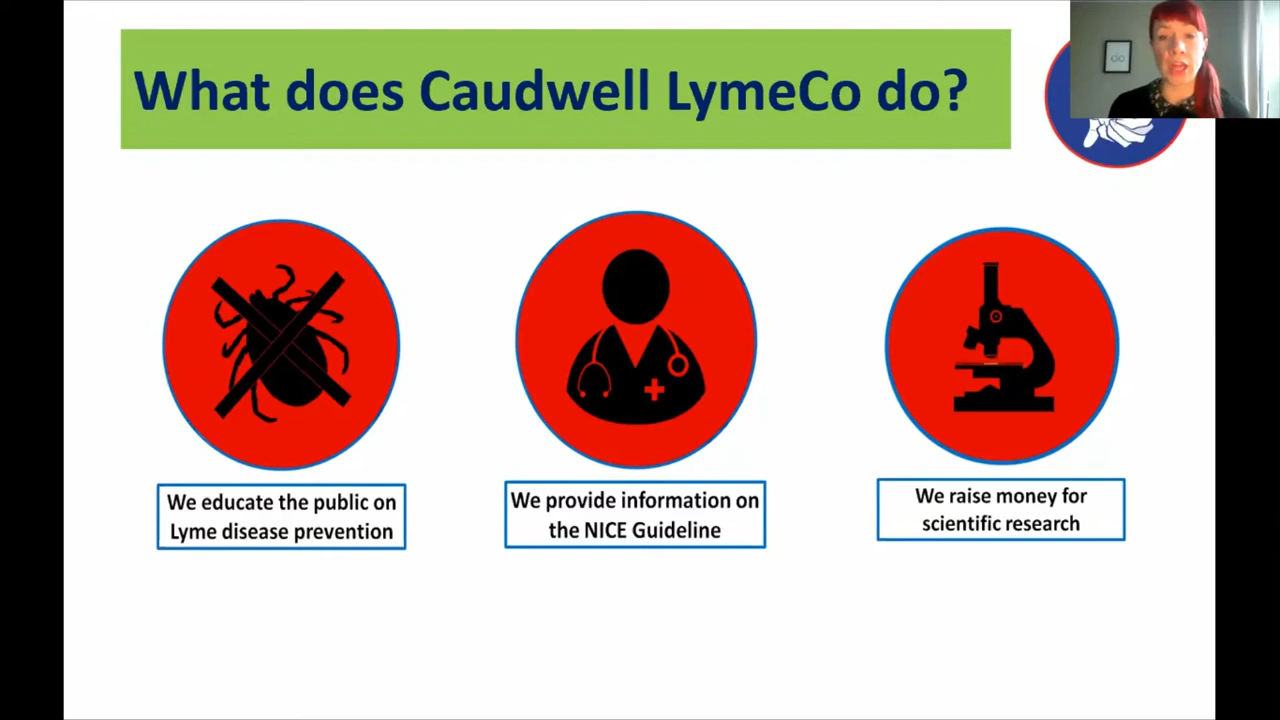 What does Caudwell LymeCo do?
We educate the public on
Lyme disease prevention
We provide information on
the NICE Guideline
We raise money for
scientific research